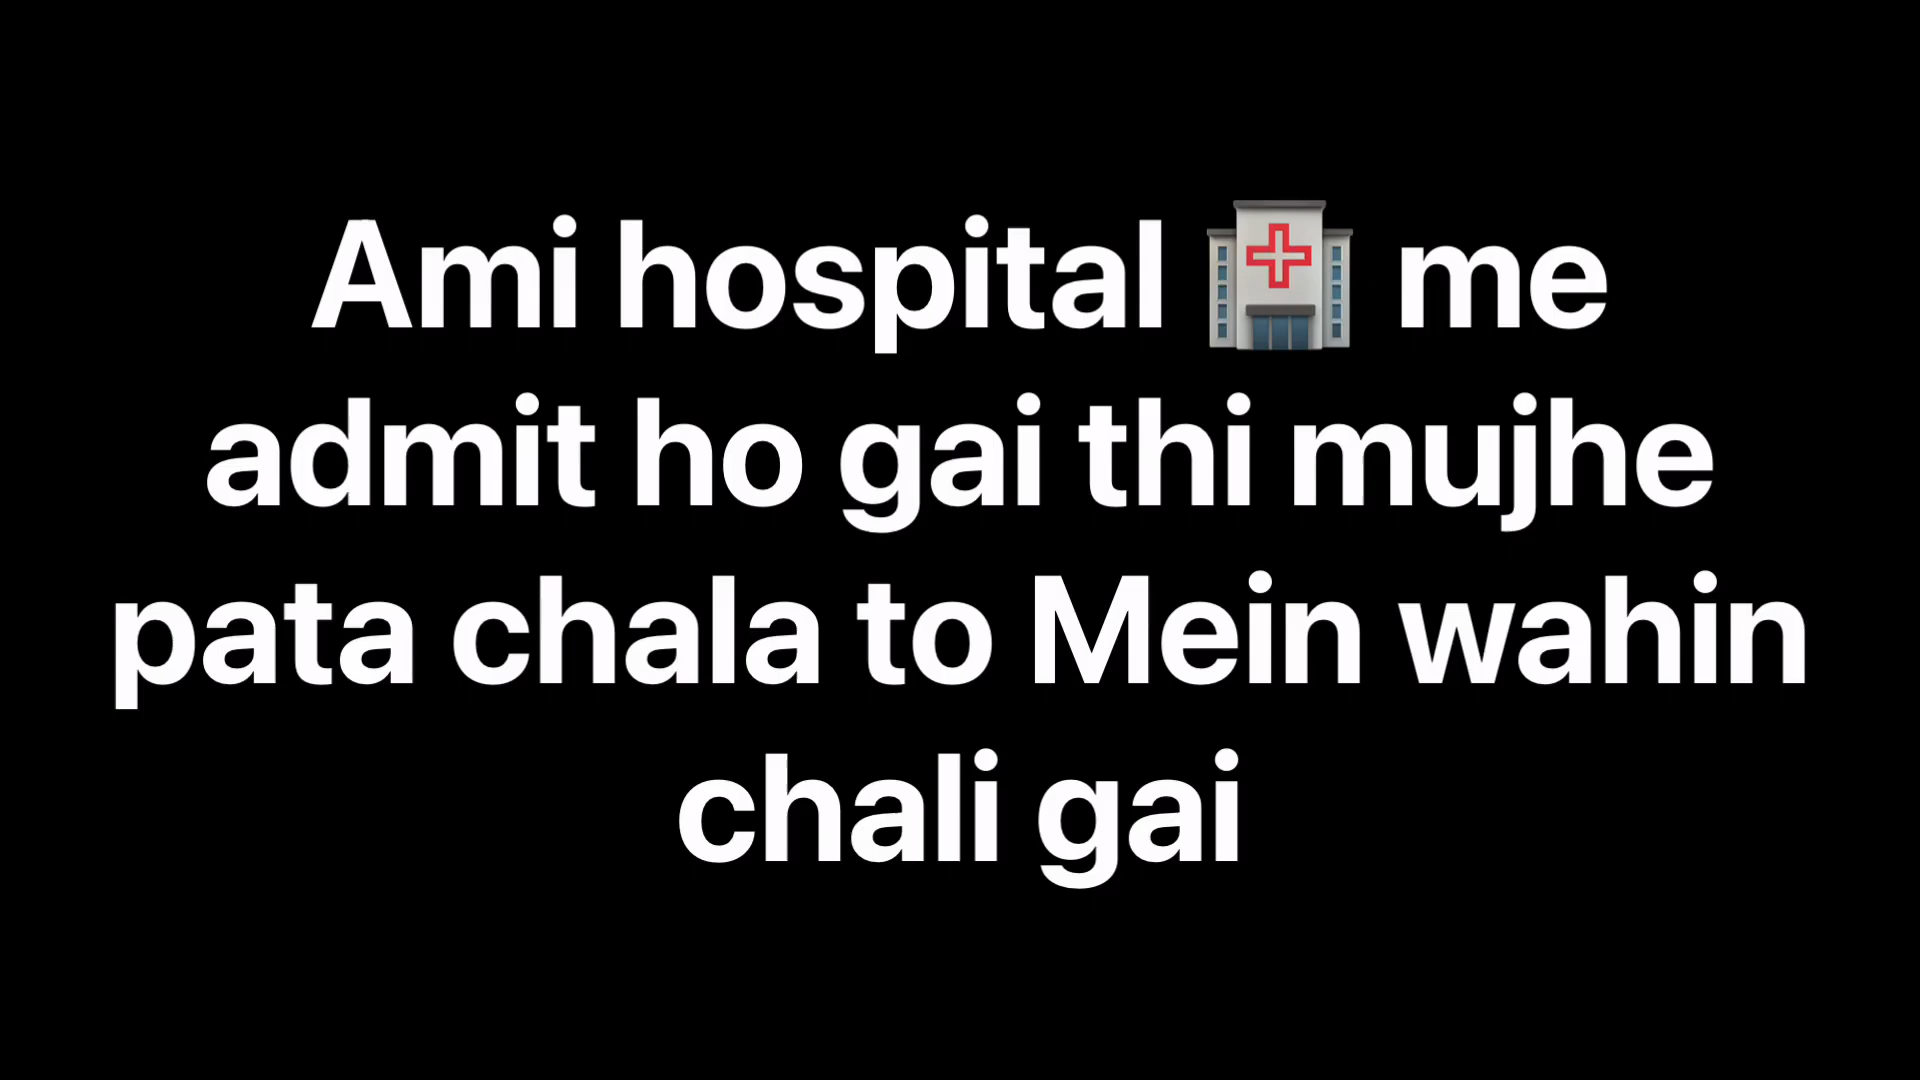 Ami hospital 🏥 me
admit ho gai thi mujhe
pata chala to Mein wahin
chali gai